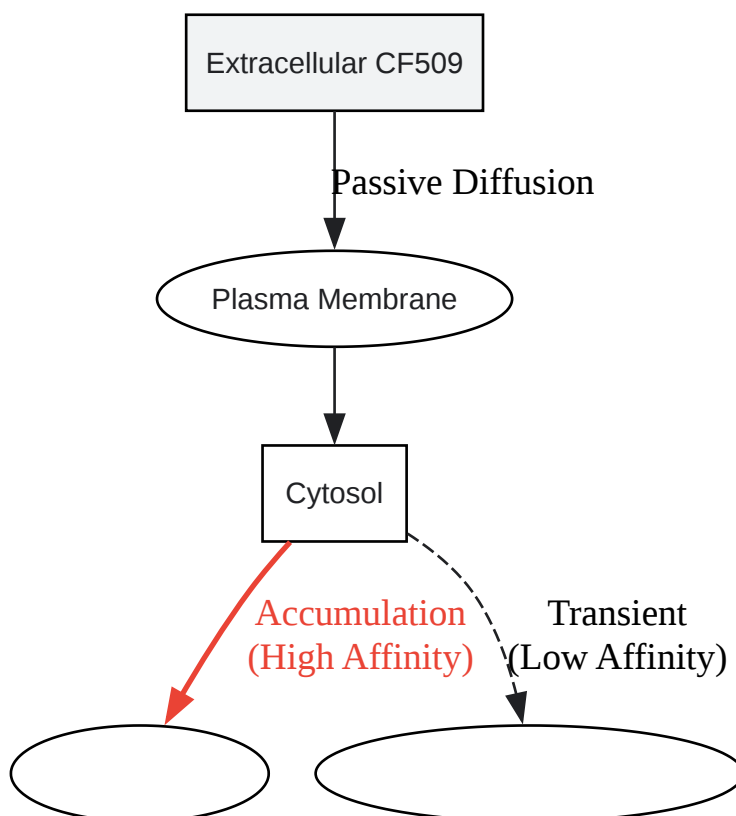 Extracellular CF509
Passive Diffusion
Plasma Membrane
Cytosol
Accumulation
(High Affinity)
Transient
(Low Affinity)